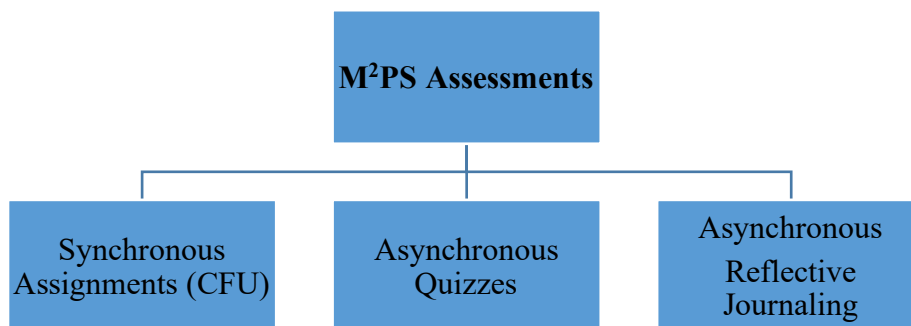 M²PS Assessments
Synchronous
Assignments (CFU)
Asynchronous
Quizzes
Asynchronous
Reflective
Journaling